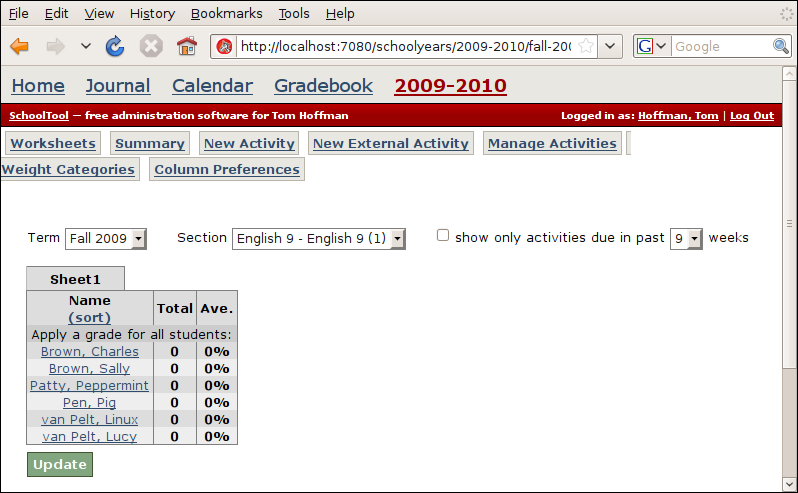 File Edit View History Bookmarks Tools Help
http://localhost:7080/schoolyears/2009-2010/fall-200 Google
Home Journal Calendar Gradebook 2009-2010
SchoolTool — free administration software for Tom Hoffman Logged in as: Hoffman, Tom | Log Out
Worksheets Summary New Activity New External Activity Manage Activities
Weight Categories Column Preferences
Term Fall 2009 Section English 9 - English 9 (1) show only activities due in past 9 weeks
Sheet1
Name Total Ave.
(sort)
Apply a grade for all students:
Brown, Charles 0 0%
Brown, Sally 0 0%
Patty, Peppermint 0 0%
Pen, Pig 0 0%
van Pelt, Linux 0 0%
van Pelt, Lucy 0 0%
Update